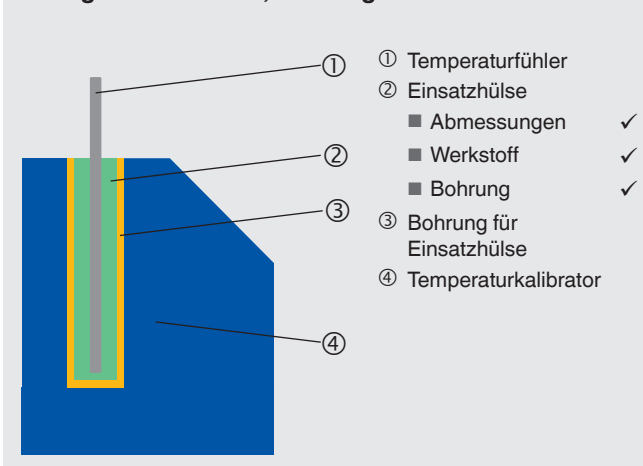 ①
②
③
④
① Temperaturfühler
② Einsatzhülse
■ Abmessungen ✓
■ Werkstoff ✓
■ Bohrung ✓
③ Bohrung für
Einsatzhülse
④ Temperaturkalibrator